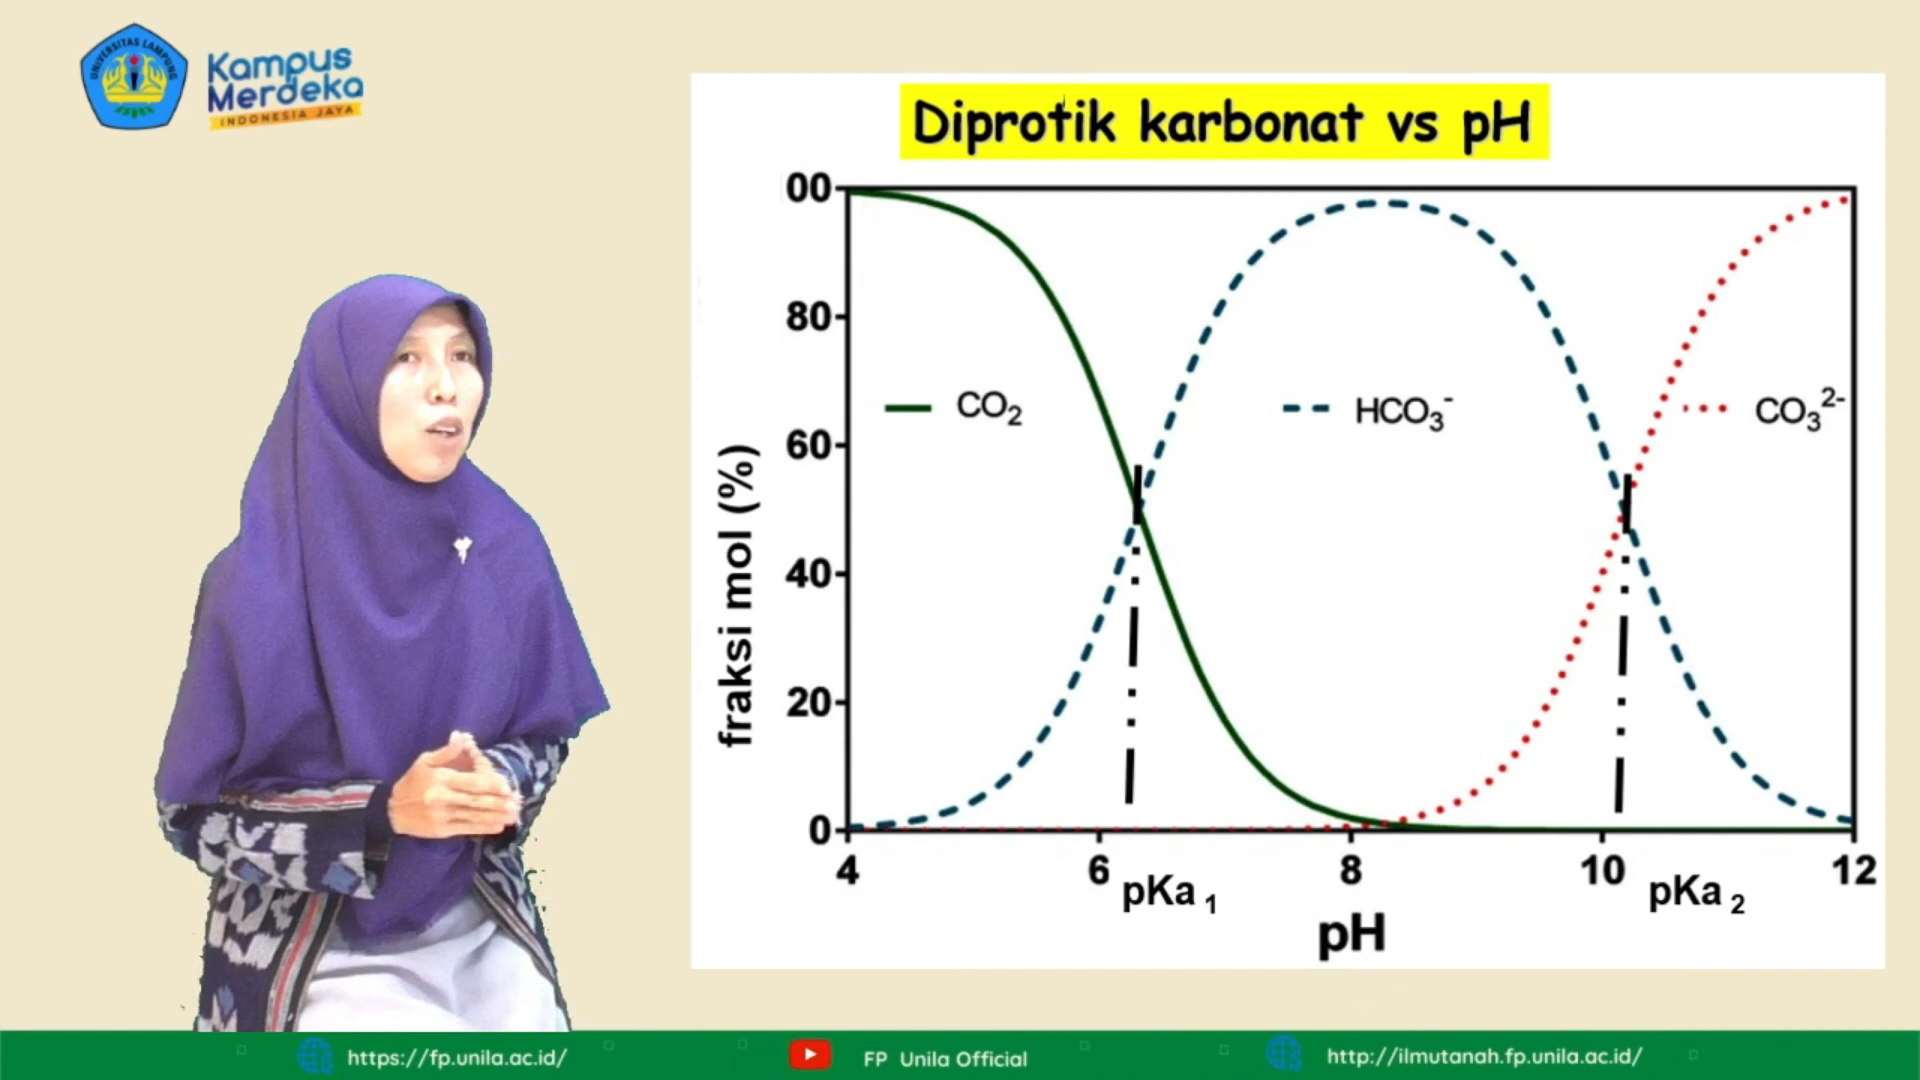 UNIVERSITAS LAMPUNG
Kampus
Merdeka
INDONESIA JAYA
Diprotik karbonat vs pH
00
80
60
40
20
0
fraksi mol (%)
CO₂
HCO₃⁻
CO₃²⁻
4 6 8 10 12
pKa ₁ pKa ₂
pH
https://fp.unila.ac.id/
FP Unila Official
http://ilmutanah.fp.unila.ac.id/